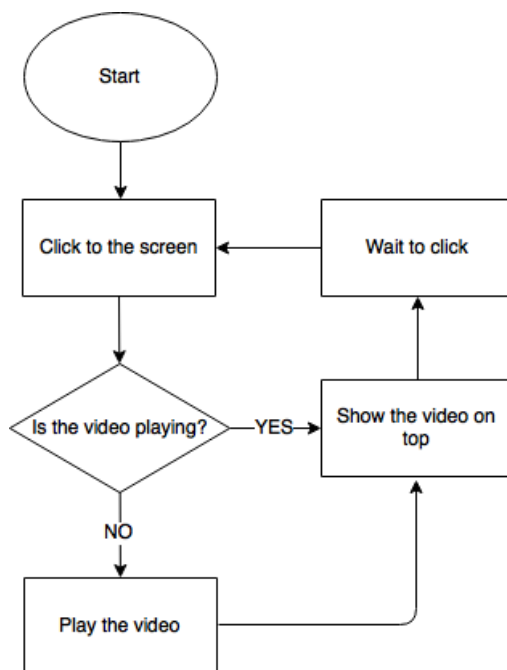 Start
Click to the screen
Wait to click
Is the video playing?
YES
Show the video on
top
NO
Play the video